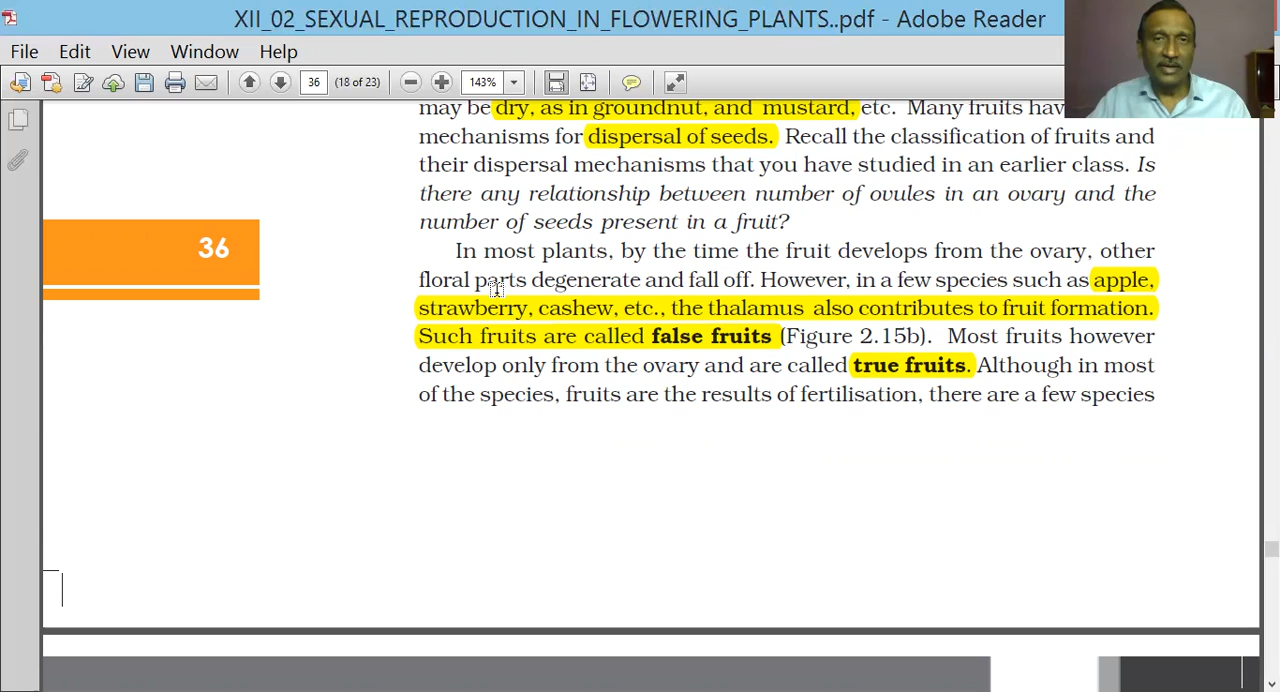 XII_02_SEXUAL_REPRODUCTION_IN_FLOWERING_PLANTS..pdf - Adobe Reader
File Edit View Window Help
36 (18 of 23) 143%
may be dry, as in groundnut, and mustard, etc. Many fruits have
mechanisms for dispersal of seeds. Recall the classification of fruits and
their dispersal mechanisms that you have studied in an earlier class. Is
there any relationship between number of ovules in an ovary and the
number of seeds present in a fruit?
36
In most plants, by the time the fruit develops from the ovary, other
floral parts degenerate and fall off. However, in a few species such as apple,
strawberry, cashew, etc., the thalamus also contributes to fruit formation.
Such fruits are called false fruits (Figure 2.15b). Most fruits however
develop only from the ovary and are called true fruits. Although in most
of the species, fruits are the results of fertilisation, there are a few species